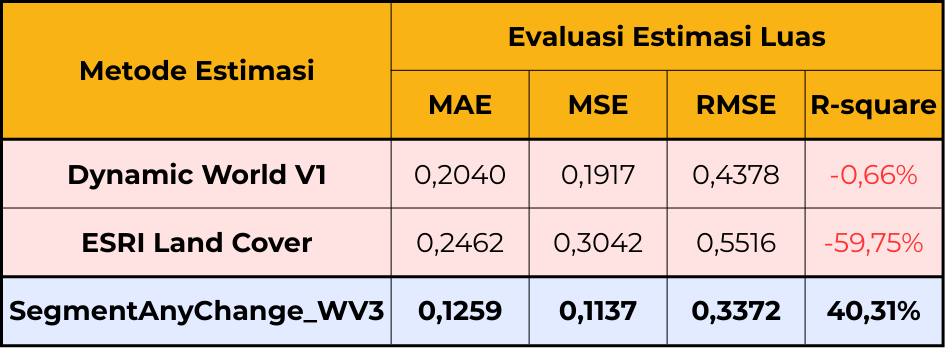 Metode Estimasi
Evaluasi Estimasi Luas
MAE MSE RMSE R-square
Dynamic World V1 0,2040 0,1917 0,4378 -0,66%
ESRI Land Cover 0,2462 0,3042 0,5516 -59,75%
SegmentAnyChange_WV3 0,1259 0,1137 0,3372 40,31%